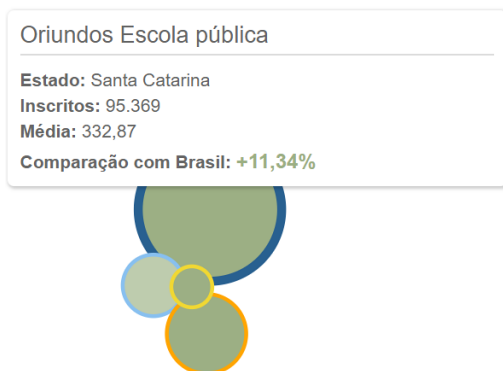 Oriundos Escola pública
Estado: Santa Catarina
Inscritos: 95.369
Média: 332,87
Comparação com Brasil: +11,34%